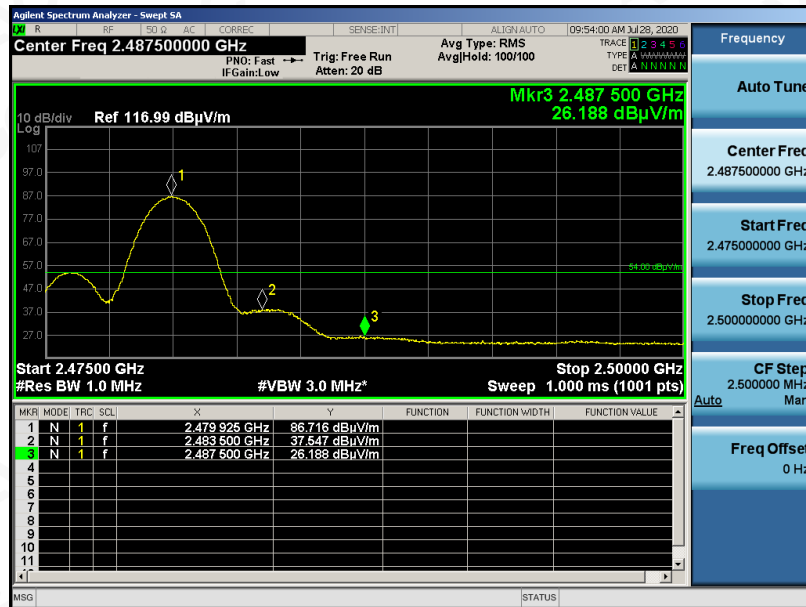 Agilent Spectrum Analyzer - Swept SA
LXI R RF 50 Ω AC CORREC SENSE:INT ALIGN AUTO 09:54:00 AM Jul 28, 2020
Center Freq 2.487500000 GHz
PNO: Fast
IFGain:Low
Trig: Free Run
Atten: 20 dB
Avg Type: RMS
Avg|Hold: 100/100
TRACE 1 2 3 4 5 6
TYPE A WWWWW
DET A N N N N N
Mkr3 2.487 500 GHz
26.188 dBµV/m
10 dB/div Ref 116.99 dBµV/m
Log
107
97.0
87.0
77.0
67.0
57.0
47.0
37.0
27.0
1
2
3
54.00 dBµV/m
Start 2.47500 GHz Stop 2.50000 GHz
#Res BW 1.0 MHz #VBW 3.0 MHz* Sweep 1.000 ms (1001 pts)
MKR MODE TRC SCL X Y FUNCTION FUNCTION WIDTH FUNCTION VALUE
1 N 1 f 2.479 925 GHz 86.716 dBµV/m
2 N 1 f 2.483 500 GHz 37.547 dBµV/m
3 N 1 f 2.487 500 GHz 26.188 dBµV/m
4
5
6
7
8
9
10
11
MSG STATUS
Frequency
Auto Tune
Center Freq
2.487500000 GHz
Start Freq
2.475000000 GHz
Stop Freq
2.500000000 GHz
CF Step
2.500000 MHz
Auto Man
Freq Offset
0 Hz